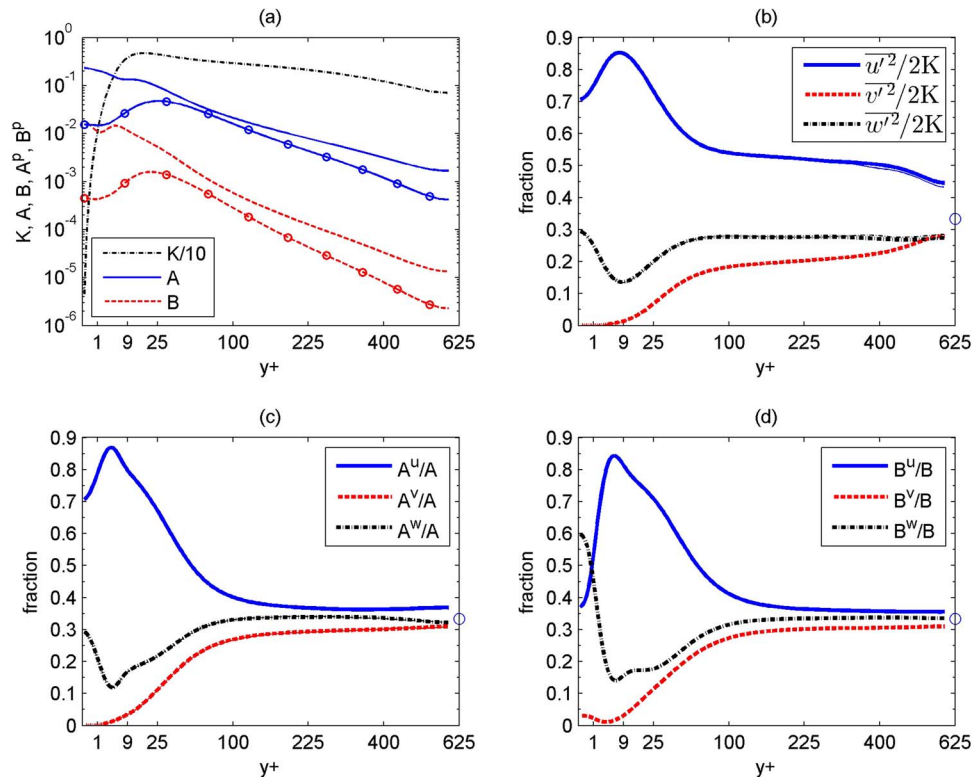 (a)
K, A, B, A^p, B^p
10^0
10^-1
10^-2
10^-3
10^-4
10^-5
10^-6
K/10
A
B
1 9 25 100 225 400 625
y+
(b)
fraction
0.9
0.8
0.7
0.6
0.5
0.4
0.3
0.2
0.1
0
u'^2/2K
v'^2/2K
w'^2/2K
1 9 25 100 225 400 625
y+
(c)
fraction
0.9
0.8
0.7
0.6
0.5
0.4
0.3
0.2
0.1
0
A^u/A
A^v/A
A^w/A
1 9 25 100 225 400 625
y+
(d)
fraction
0.9
0.8
0.7
0.6
0.5
0.4
0.3
0.2
0.1
0
B^u/B
B^v/B
B^w/B
1 9 25 100 225 400 625
y+